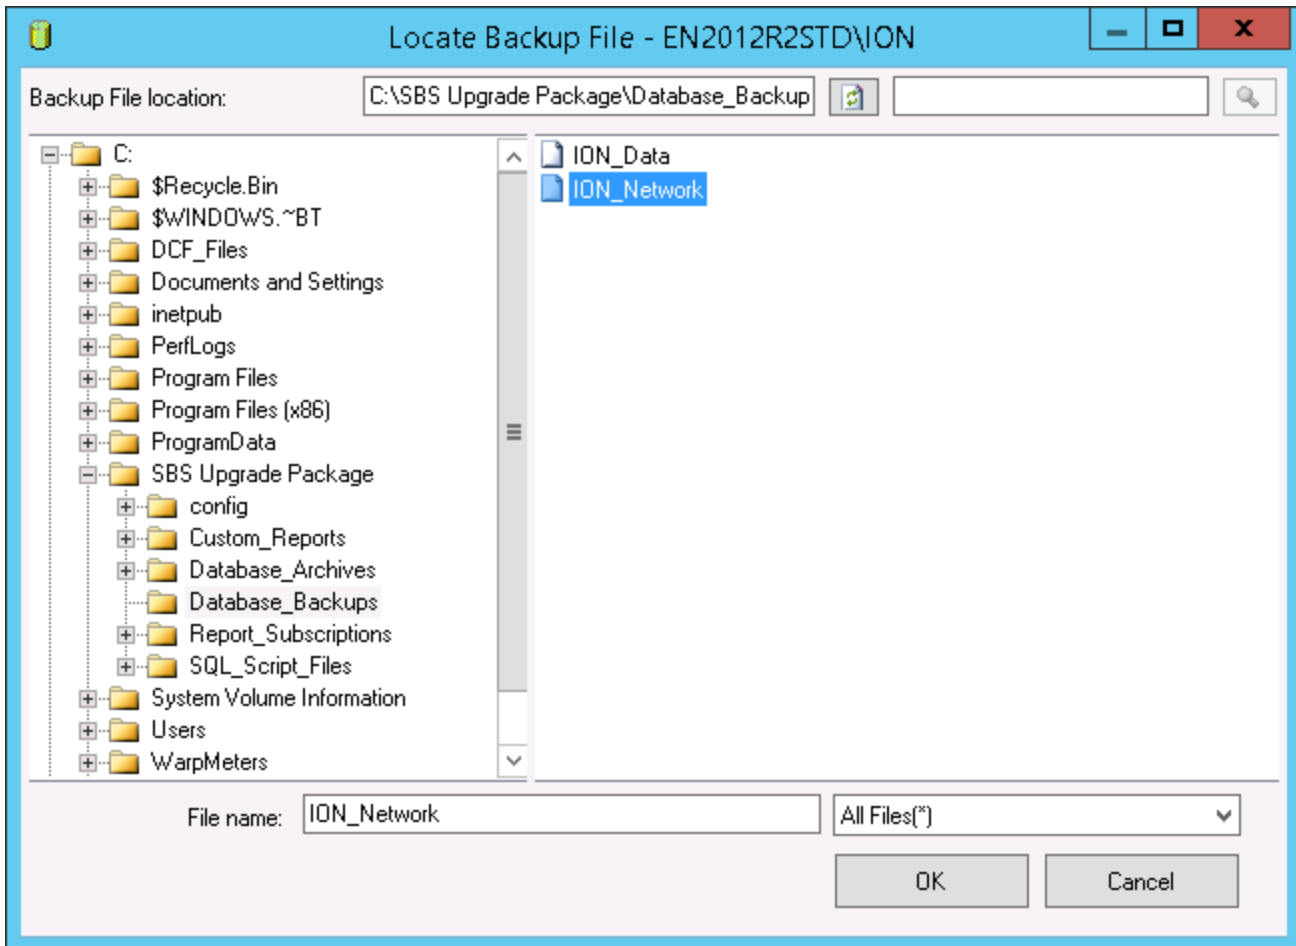 Locate Backup File - EN2012R2STD\ION
Backup File location:
C:\SBS Upgrade Package\Database_Backup
C:
$Recycle.Bin
$WINDOWS.~BT
DCF_Files
Documents and Settings
inetpub
PerfLogs
Program Files
Program Files (x86)
ProgramData
SBS Upgrade Package
config
Custom_Reports
Database_Archives
Database_Backups
Report_Subscriptions
SQL_Script_Files
System Volume Information
Users
WarpMeters
ION_Data
ION_Network
File name:
ION_Network
All Files(*)
OK
Cancel